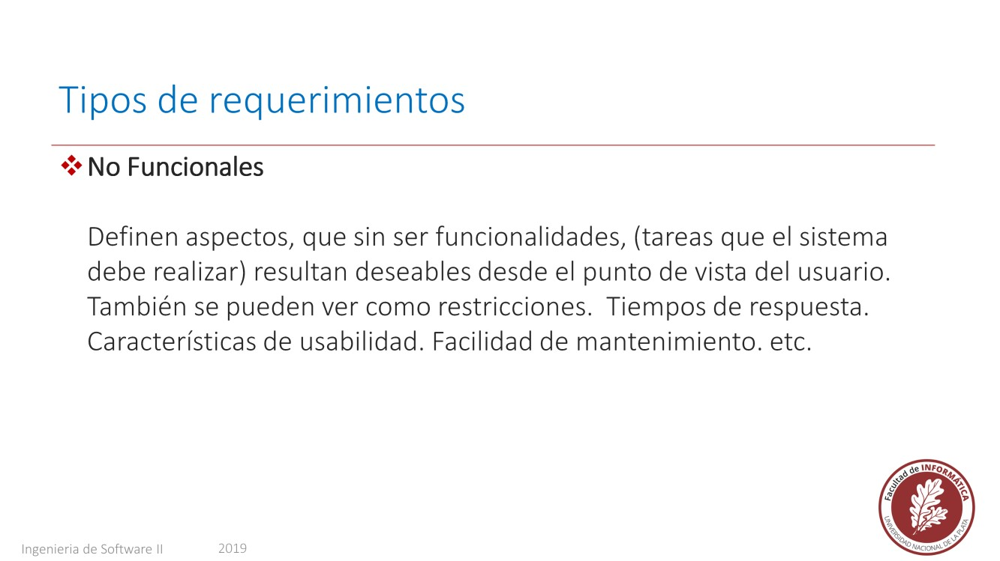 Tipos de requerimientos
No Funcionales
Definen aspectos, que sin ser funcionalidades, (tareas que el sistema
debe realizar) resultan deseables desde el punto de vista del usuario.
También se pueden ver como restricciones.  Tiempos de respuesta.
Características de usabilidad. Facilidad de mantenimiento. etc.
Facultad de INFORMÁTICA
UNIVERSIDAD NACIONAL DE LA PLATA
Ingenieria de Software II
2019